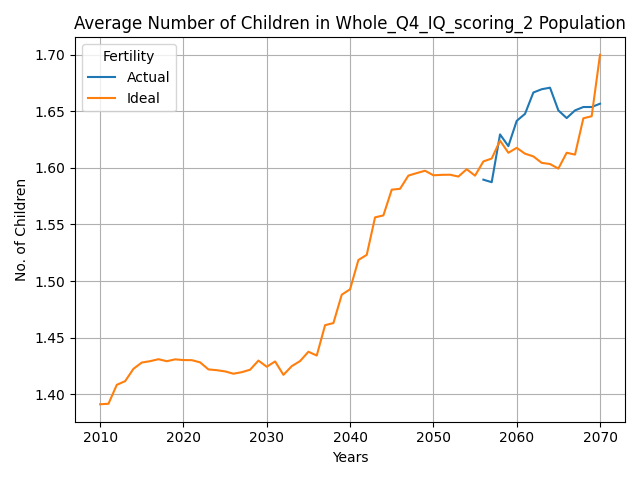 Average Number of Children in Whole_Q4_IQ_scoring_2 Population
Fertility
Actual
Ideal
No. of Children
1.70
1.65
1.60
1.55
1.50
1.45
1.40
2010 2020 2030 2040 2050 2060 2070
Years